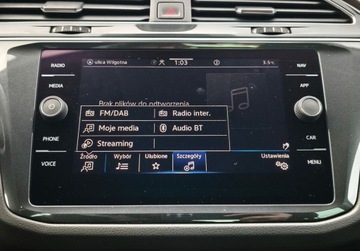 RADIO
ulica Wilgotna 1:03 3.5
NAV
MEDIA
APP
Brak plików do odtworzenia
FM/DAB Radio inter.
Moje media Audio BT
Streaming
PHONE
CAR
VOICE
MENU
Źródło Wybór Ulubione Szczegóły Ustawienia